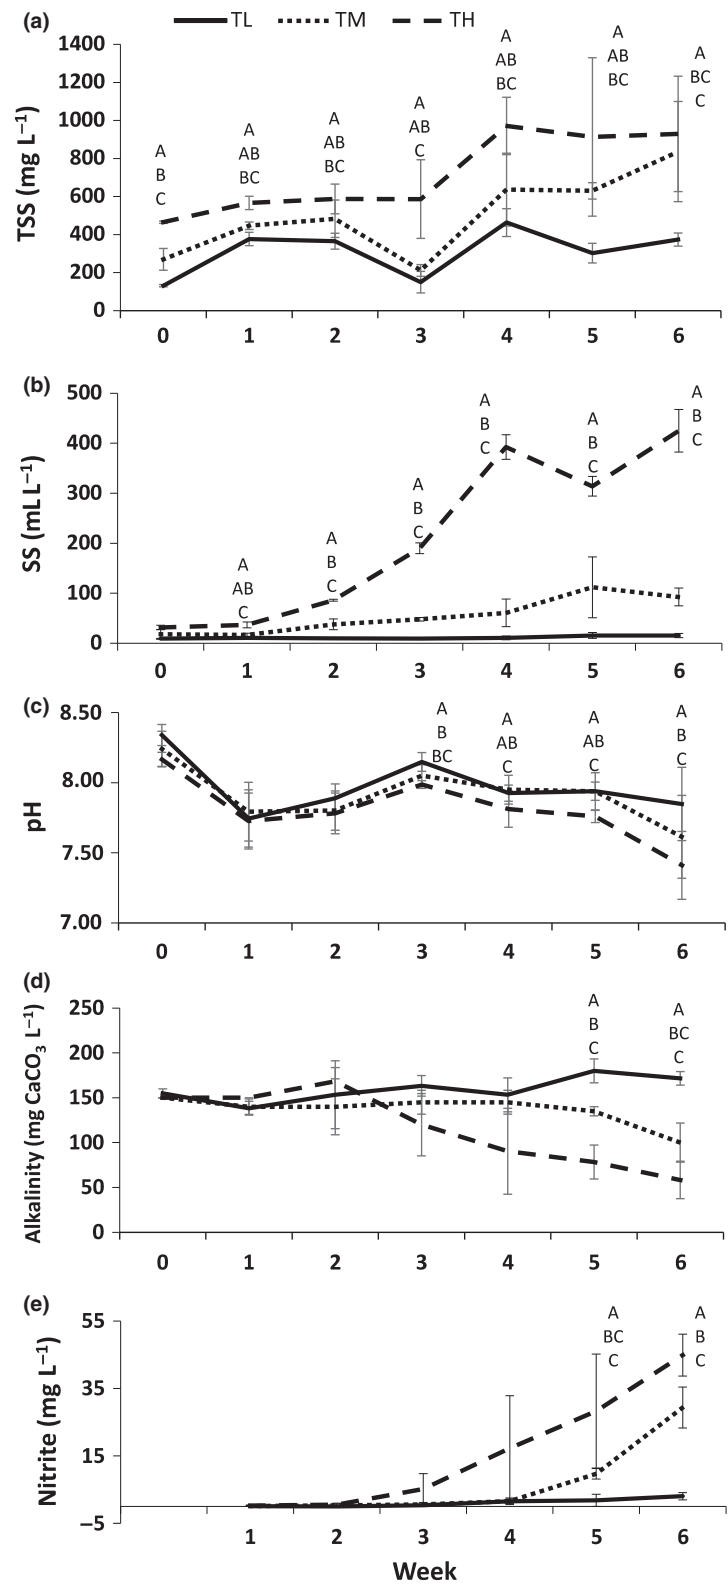 (a)
TL TM TH
TSS (mg L⁻¹)
1400
1200
1000
800
600
400
200
0
A
B
C
A
AB
BC
A
AB
BC
A
AB
C
A
AB
BC
A
AB
BC
A
BC
C
0 1 2 3 4 5 6
(b)
SS (mL L⁻¹)
500
400
300
200
100
0
A
AB
C
A
B
C
A
B
C
A
B
C
A
B
C
A
B
C
0 1 2 3 4 5 6
(c)
pH
8.50
8.00
7.50
7.00
A
B
BC
A
AB
C
A
AB
C
A
B
C
0 1 2 3 4 5 6
(d)
Alkalinity (mg CaCO₃ L⁻¹)
250
200
150
100
50
0
A
B
C
A
BC
C
0 1 2 3 4 5 6
(e)
Nitrite (mg L⁻¹)
55
35
15
–5
A
BC
C
A
B
C
1 2 3 4 5 6
Week